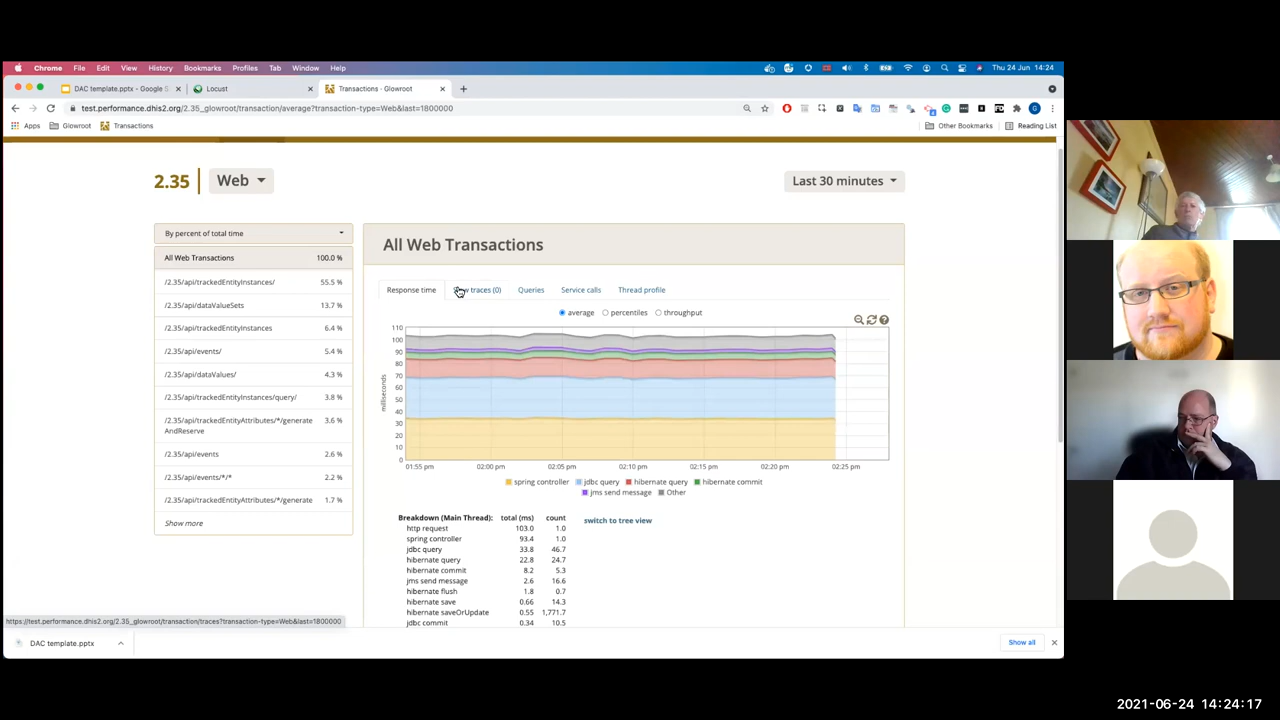 Chrome File Edit View History Bookmarks Profiles Tab Window Help Thu 24 Jun 14:24
DAC template.pptx - Google S Locust Transactions - Glowroot
test.performance.dhis2.org/2.35_glowroot/transaction/average?transaction-type=Web&last=1800000
Apps Glowroot Transactions Other Bookmarks Reading List
2.35 Web Last 30 minutes
By percent of total time
All Web Transactions 100.0 %
/2.35/api/trackedEntityInstances/ 55.5 %
/2.35/api/dataValueSets 13.7 %
/2.35/api/trackedEntityInstances 6.4 %
/2.35/api/events/ 5.4 %
/2.35/api/dataValues/ 4.3 %
/2.35/api/trackedEntityInstances/query/ 3.8 %
/2.35/api/trackedEntityAttributes/*/generate 3.6 %
AndReserve
/2.35/api/events 2.6 %
/2.35/api/events/*/* 2.2 %
/2.35/api/trackedEntityAttributes/*/generate 1.7 %
Show more
All Web Transactions
Response time traces (0) Queries Service calls Thread profile
average percentiles throughput
milliseconds
110
100
90
80
70
60
50
40
30
20
10
0
01:55 pm 02:00 pm 02:05 pm 02:10 pm 02:15 pm 02:20 pm 02:25 pm
spring controller jdbc query hibernate query hibernate commit
jms send message Other
Breakdown (Main Thread): total (ms) count switch to tree view
http request 103.0 1.0
spring controller 93.4 1.0
jdbc query 33.8 46.7
hibernate query 22.8 24.7
hibernate commit 8.2 5.3
jms send message 2.6 16.6
hibernate flush 1.8 0.7
hibernate save 0.66 14.3
hibernate saveOrUpdate 0.55 1,771.7
jdbc commit 0.34 10.5
https://test.performance.dhis2.org/2.35_glowroot/transaction/traces?transaction-type=Web&last=1800000
DAC template.pptx Show all
2021-06-24 14:24:17